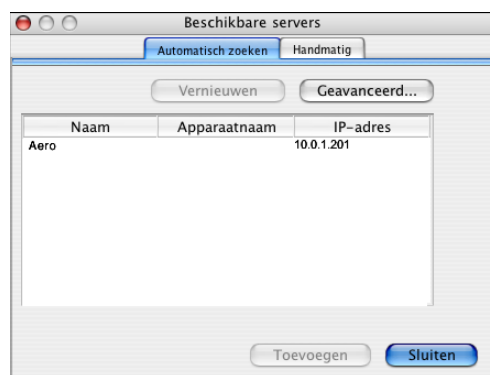 Beschikbare servers
Automatisch zoeken Handmatig
Vernieuwen Geavanceerd...
Naam Apparaatnaam IP-adres
Aero 10.0.1.201
Toevoegen Sluiten